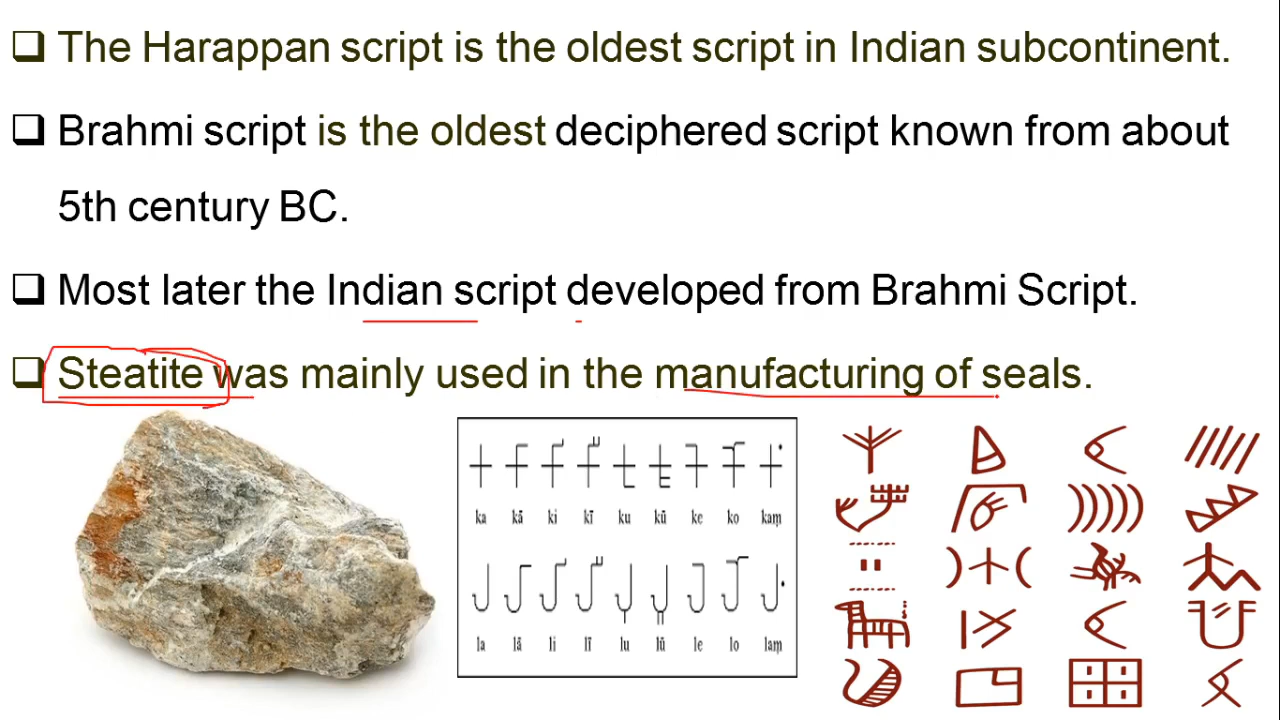 The Harappan script is the oldest script in Indian subcontinent.
Brahmi script is the oldest deciphered script known from about
5th century BC.
Most later the Indian script developed from Brahmi Script.
Steatite was mainly used in the manufacturing of seals.
ka kā ki kī ku kū ke ko kaṃ
la lā li lī lu lū le lo laṃ